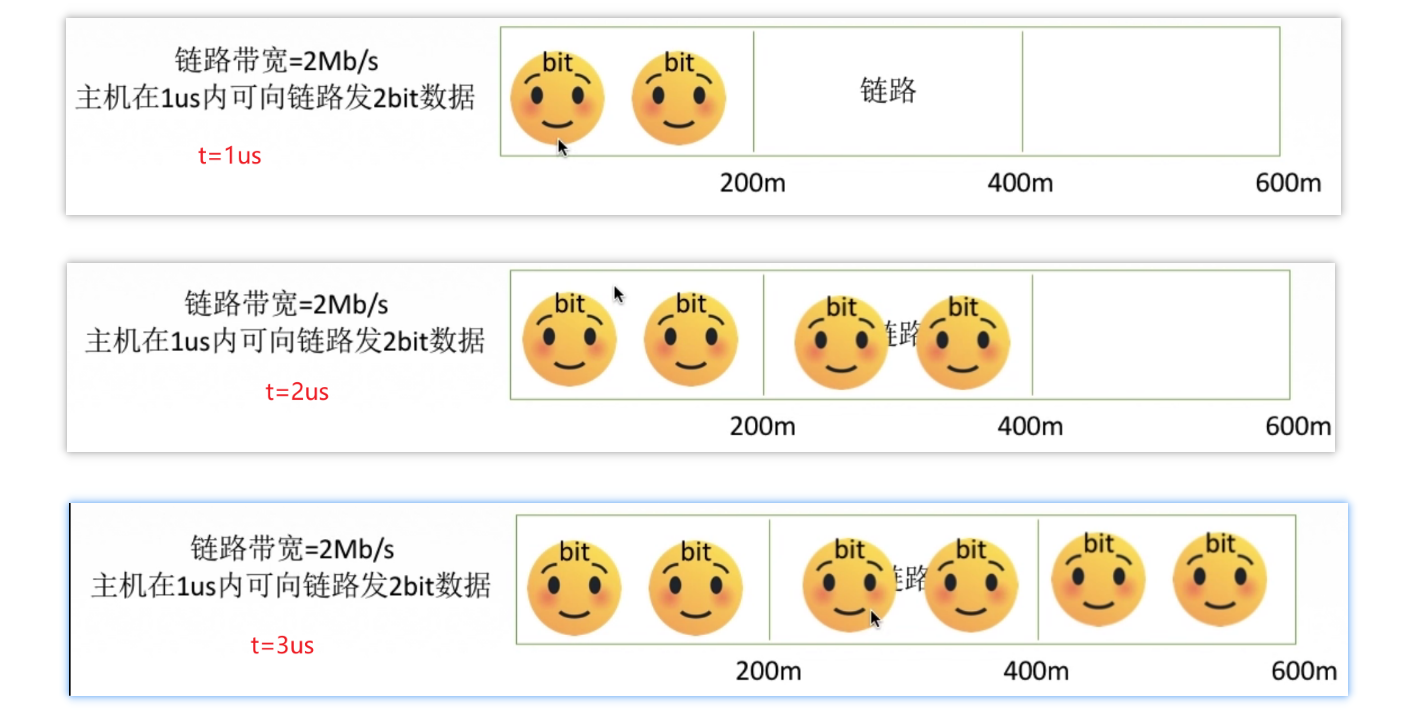 链路带宽=2Mb/s
主机在1us内可向链路发2bit数据
t=1us
bit bit
链路
200m 400m 600m
链路带宽=2Mb/s
主机在1us内可向链路发2bit数据
t=2us
bit bit bit bit
链路
200m 400m 600m
链路带宽=2Mb/s
主机在1us内可向链路发2bit数据
t=3us
bit bit bit bit bit bit
链路
200m 400m 600m